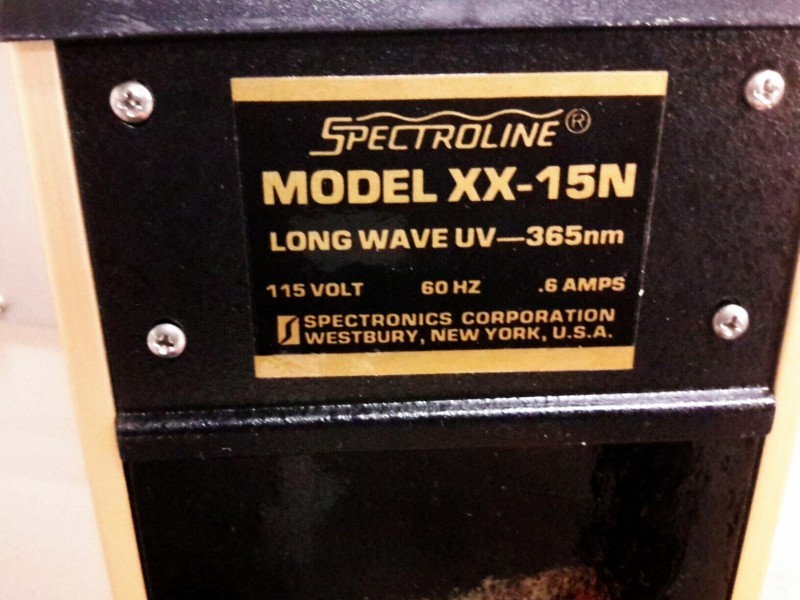 SPECTROLINE®
MODEL XX-15N
LONG WAVE UV—365nm
115 VOLT 60 HZ .6 AMPS
SPECTRONICS CORPORATION
WESTBURY, NEW YORK, U.S.A.